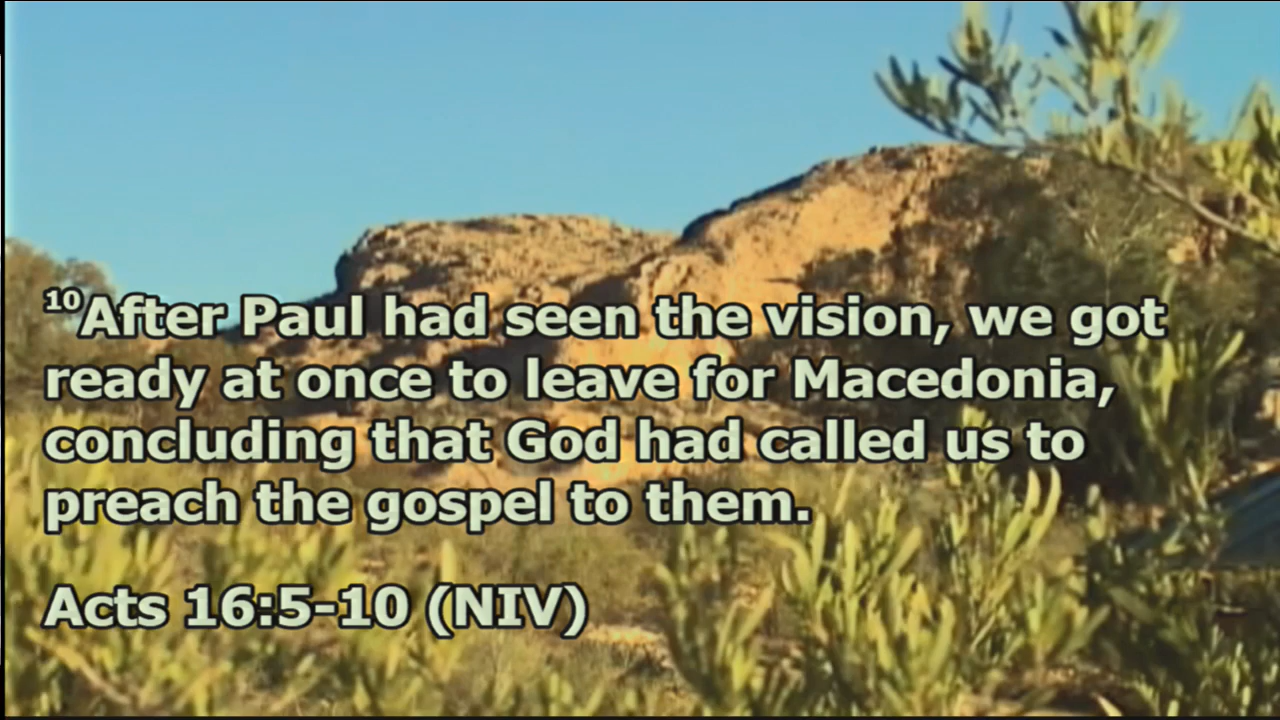 ¹⁰After Paul had seen the vision, we got
ready at once to leave for Macedonia,
concluding that God had called us to
preach the gospel to them.
Acts 16:5-10 (NIV)